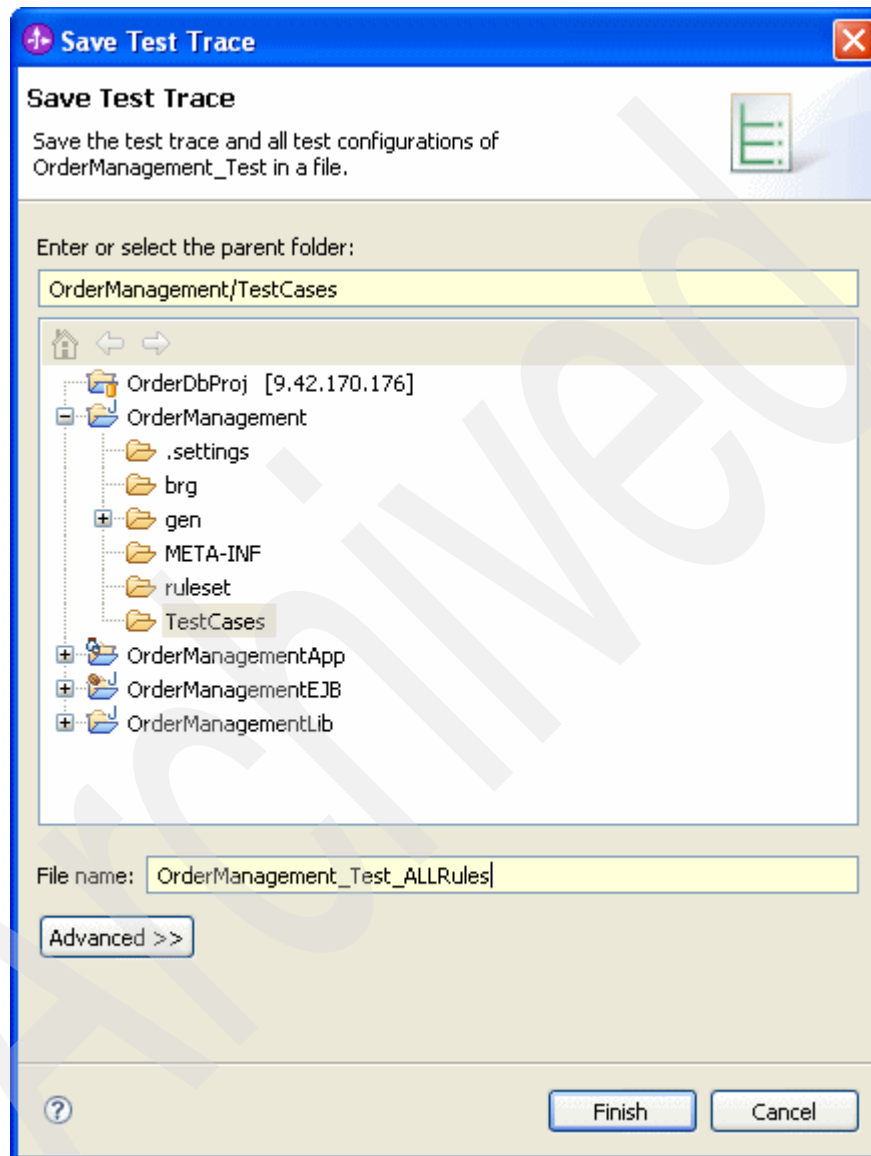 Save Test Trace
Save Test Trace
Save the test trace and all test configurations of
OrderManagement_Test in a file.
Enter or select the parent folder:
OrderManagement/TestCases
OrderDbProj [9.42.170.176]
OrderManagement
.settings
brg
gen
META-INF
ruleset
TestCases
OrderManagementApp
OrderManagementEJB
OrderManagementLib
File name: OrderManagement_Test_ALLRules
Advanced >>
? Finish Cancel
Archived